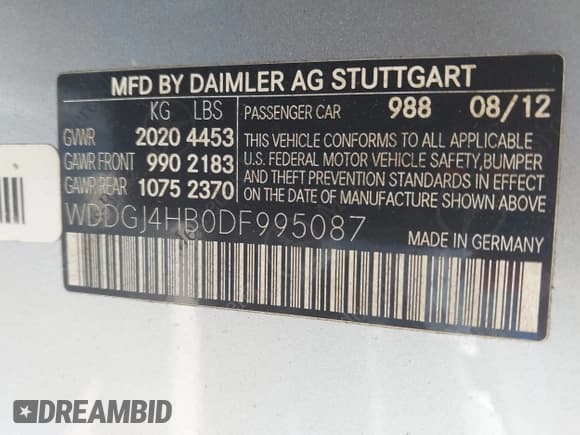 MFD BY DAIMLER AG STUTTGART
KG LBS
GVWR 2020 4453
GAWR FRONT 990 2183
GAWR REAR 1075 2370
PASSENGER CAR 988 08/12
THIS VEHICLE CONFORMS TO ALL APPLICABLE
U.S. FEDERAL MOTOR VEHICLE SAFETY, BUMPER
AND THEFT PREVENTION STANDARDS IN EFFECT
ON THE DATE OF MANUFACTURE SHOWN ABOVE.
WDDGJ4HB0DF995087
MADE IN GERMANY
DREAMBID